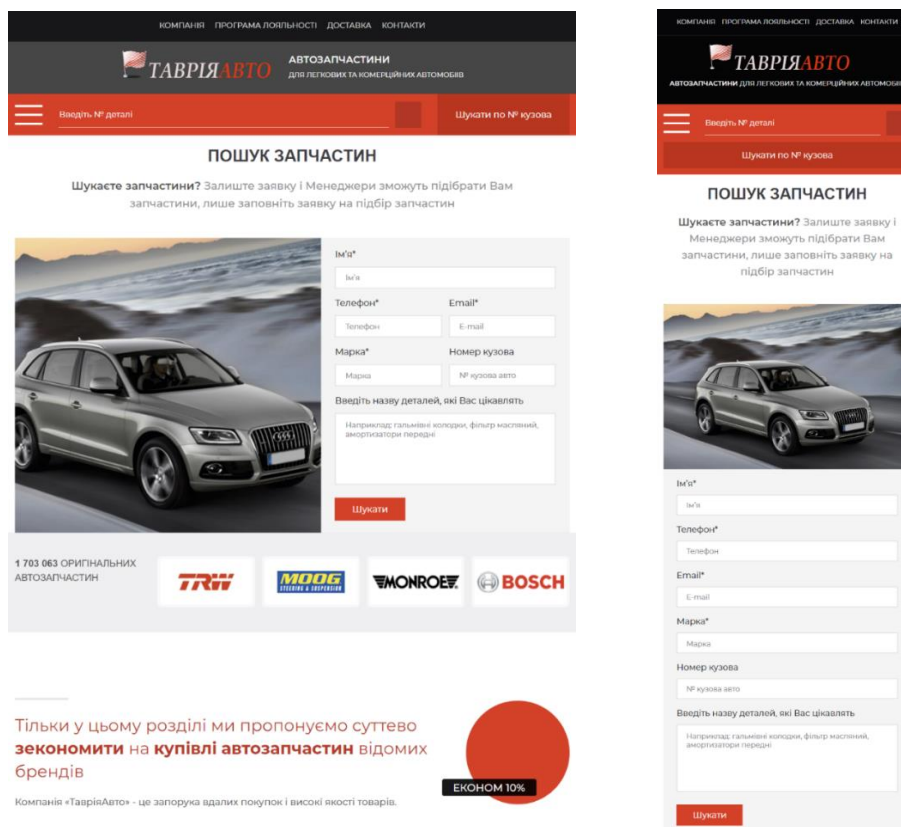 КОМПАНІЯ ПРОГРАМА ЛОЯЛЬНОСТІ ДОСТАВКА КОНТАКТИ
ТАВРІЯАВТО
АВТОЗАПЧАСТИНИ
ДЛЯ ЛЕГКОВИХ ТА КОМЕРЦІЙНИХ АВТОМОБІЛІВ
Введіть № деталі
Шукати по № кузова
ПОШУК ЗАПЧАСТИН
Шукаєте запчастини? Залиште заявку і Менеджери зможуть підібрати Вам
запчастини, лише заповніть заявку на підбір запчастин
Ім'я*
Ім'я
Телефон* Email*
Телефон E-mail
Марка* Номер кузова
Марка № кузова авто
Введіть назву деталей, які Вас цікавлять
Наприклад: гальмівні колодки, фільтр масляний,
амортизатори передні
Шукати
1 703 063 ОРИГІНАЛЬНИХ
АВТОЗАПЧАСТИН
TRW
MOOG
STEERING & SUSPENSION
MONROE
BOSCH
Тільки у цьому розділі ми пропонуємо суттєво
зекономити на купівлі автозапчастин відомих
брендів
ЕКОНОМ 10%
Компанія «ТавріяАвто» - це запорука вдалих покупок і високі якості товарів.
КОМПАНІЯ ПРОГРАМА ЛОЯЛЬНОСТІ ДОСТАВКА КОНТАКТИ
ТАВРІЯАВТО
АВТОЗАПЧАСТИНИ ДЛЯ ЛЕГКОВИХ ТА КОМЕРЦІЙНИХ
Введіть № деталі
Шукати по № кузова
ПОШУК ЗАПЧАСТИН
Шукаєте запчастини? Залиште заявку і
Менеджери зможуть підібрати Вам
запчастини, лише заповніть заявку на
підбір запчастин
Ім'я*
Ім'я
Телефон*
Телефон
Email*
E-mail
Марка*
Марка
Номер кузова
№ кузова авто
Введіть назву деталей, які Вас цікавлять
Наприклад: гальмівні колодки, фільтр масляний,
амортизатори передні
Шукати